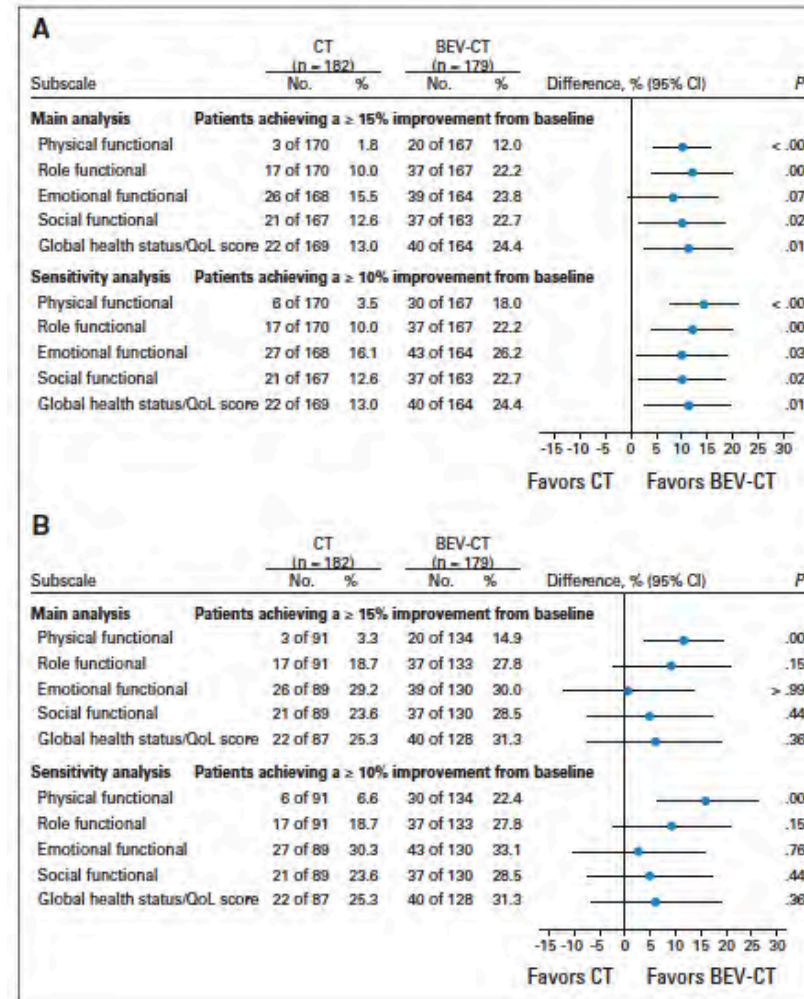 A
CT BEV-CT
(n = 182) (n = 179)
Subscale No. % No. % Difference, % (95% CI) P
Main analysis Patients achieving a ≥ 15% improvement from baseline
Physical functional 3 of 170 1.8 20 of 167 12.0 < .00
Role functional 17 of 170 10.0 37 of 167 22.2 .00
Emotional functional 26 of 168 15.5 39 of 164 23.8 .07
Social functional 21 of 167 12.6 37 of 163 22.7 .02
Global health status/QoL score 22 of 169 13.0 40 of 164 24.4 .01
Sensitivity analysis Patients achieving a ≥ 10% improvement from baseline
Physical functional 6 of 170 3.5 30 of 167 18.0 < .00
Role functional 17 of 170 10.0 37 of 167 22.2 .00
Emotional functional 27 of 168 16.1 43 of 164 26.2 .03
Social functional 21 of 167 12.6 37 of 163 22.7 .02
Global health status/QoL score 22 of 169 13.0 40 of 164 24.4 .01
-15 -10 -5 0 5 10 15 20 25 30
Favors CT Favors BEV-CT
B
CT BEV-CT
(n = 182) (n = 179)
Subscale No. % No. % Difference, % (95% CI) P
Main analysis Patients achieving a ≥ 15% improvement from baseline
Physical functional 3 of 91 3.3 20 of 134 14.9 .00
Role functional 17 of 91 18.7 37 of 133 27.8 .15
Emotional functional 26 of 89 29.2 39 of 130 30.0 > .99
Social functional 21 of 89 23.6 37 of 130 28.5 .44
Global health status/QoL score 22 of 87 25.3 40 of 128 31.3 .36
Sensitivity analysis Patients achieving a ≥ 10% improvement from baseline
Physical functional 6 of 91 6.6 30 of 134 22.4 .00
Role functional 17 of 91 18.7 37 of 133 27.8 .15
Emotional functional 27 of 89 30.3 43 of 130 33.1 .76
Social functional 21 of 89 23.6 37 of 130 28.5 .44
Global health status/QoL score 22 of 87 25.3 40 of 128 31.3 .36
-15 -10 -5 0 5 10 15 20 25 30
Favors CT Favors BEV-CT